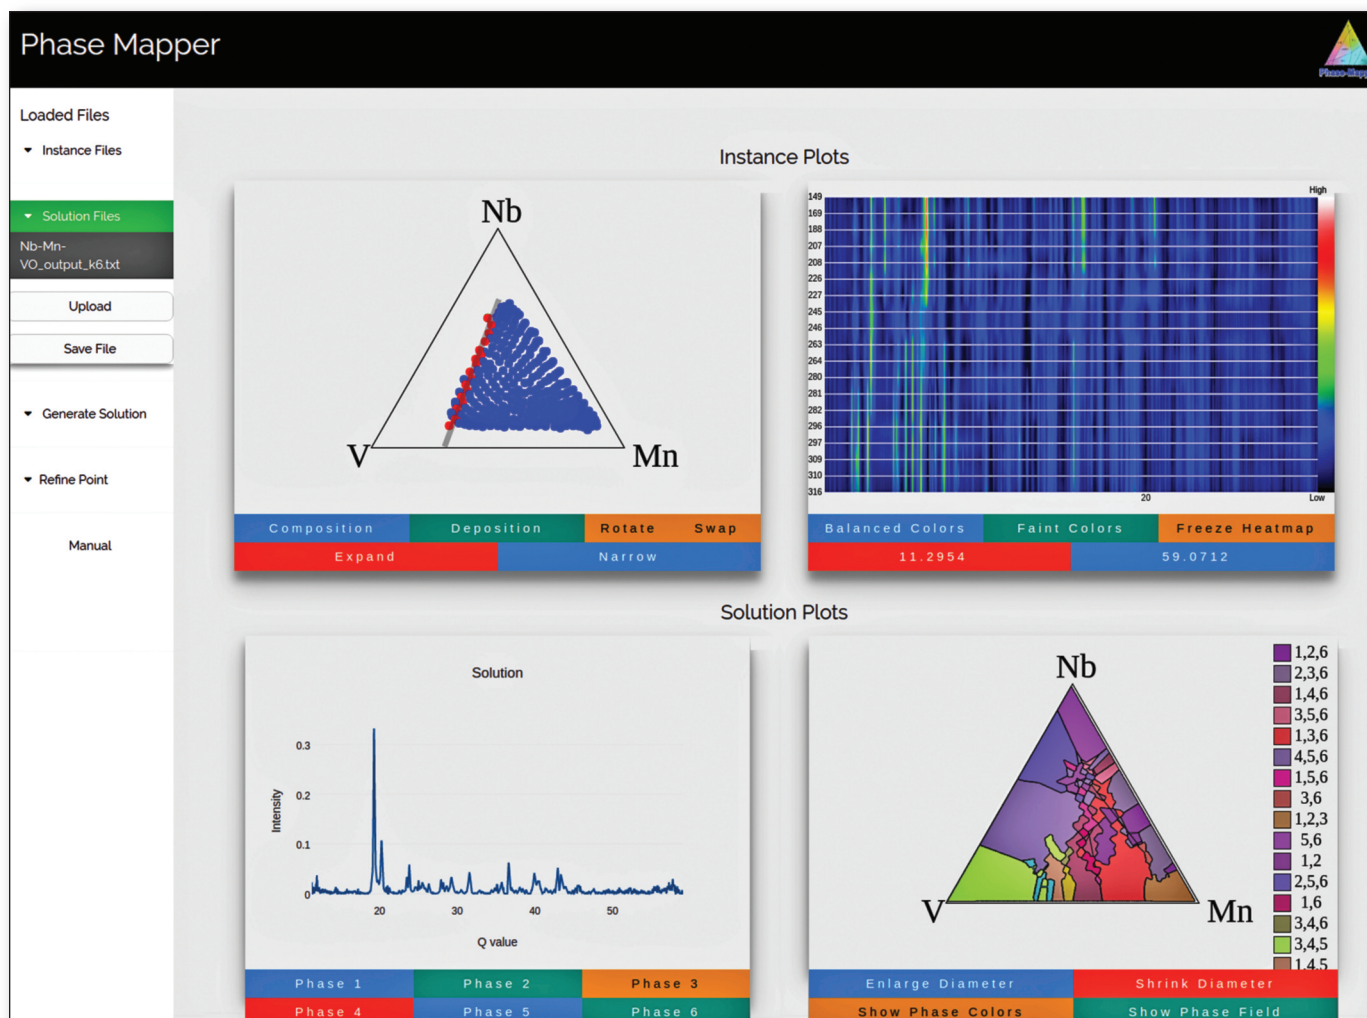 Phase Mapper
Loaded Files
Instance Files
Solution Files
Nb-Mn-
VO_output_k6.txt
Upload
Save File
Generate Solution
Refine Point
Manual
Instance Plots
Nb
V
Mn
Composition
Deposition
Rotate
Swap
Expand
Narrow
149
169
188
207
208
226
227
245
246
263
264
280
281
282
296
297
309
310
316
High
Low
20
Balanced Colors
Faint Colors
Freeze Heatmap
11.2954
59.0712
Solution Plots
Solution
Intensity
0.3
0.2
0.1
0
20
30
40
50
Q value
Phase 1
Phase 2
Phase 3
Phase 4
Phase 5
Phase 6
Nb
V
Mn
1,2,6
2,3,6
1,4,6
3,5,6
1,3,6
4,5,6
1,5,6
3,6
1,2,3
5,6
1,2
2,5,6
1,6
3,4,6
3,4,5
1,4,5
Enlarge Diameter
Shrink Diameter
Show Phase Colors
Show Phase Field